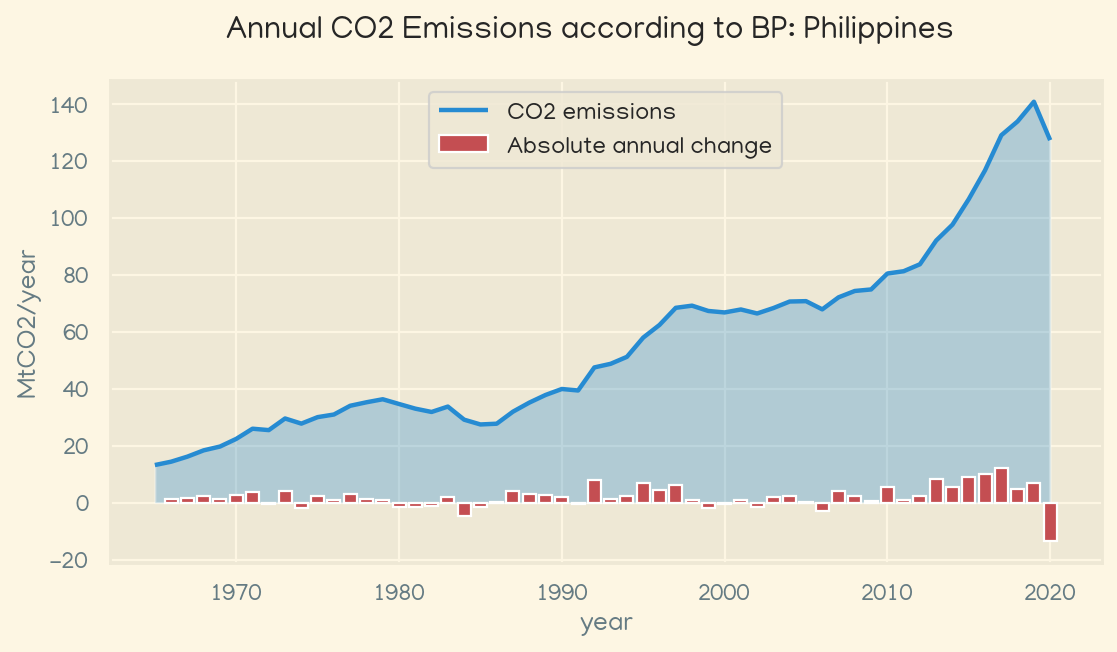 Annual CO2 Emissions according to BP: Philippines
CO2 emissions
Absolute annual change
MtCO2/year
140
120
100
80
60
40
20
0
−20
1970 1980 1990 2000 2010 2020
year